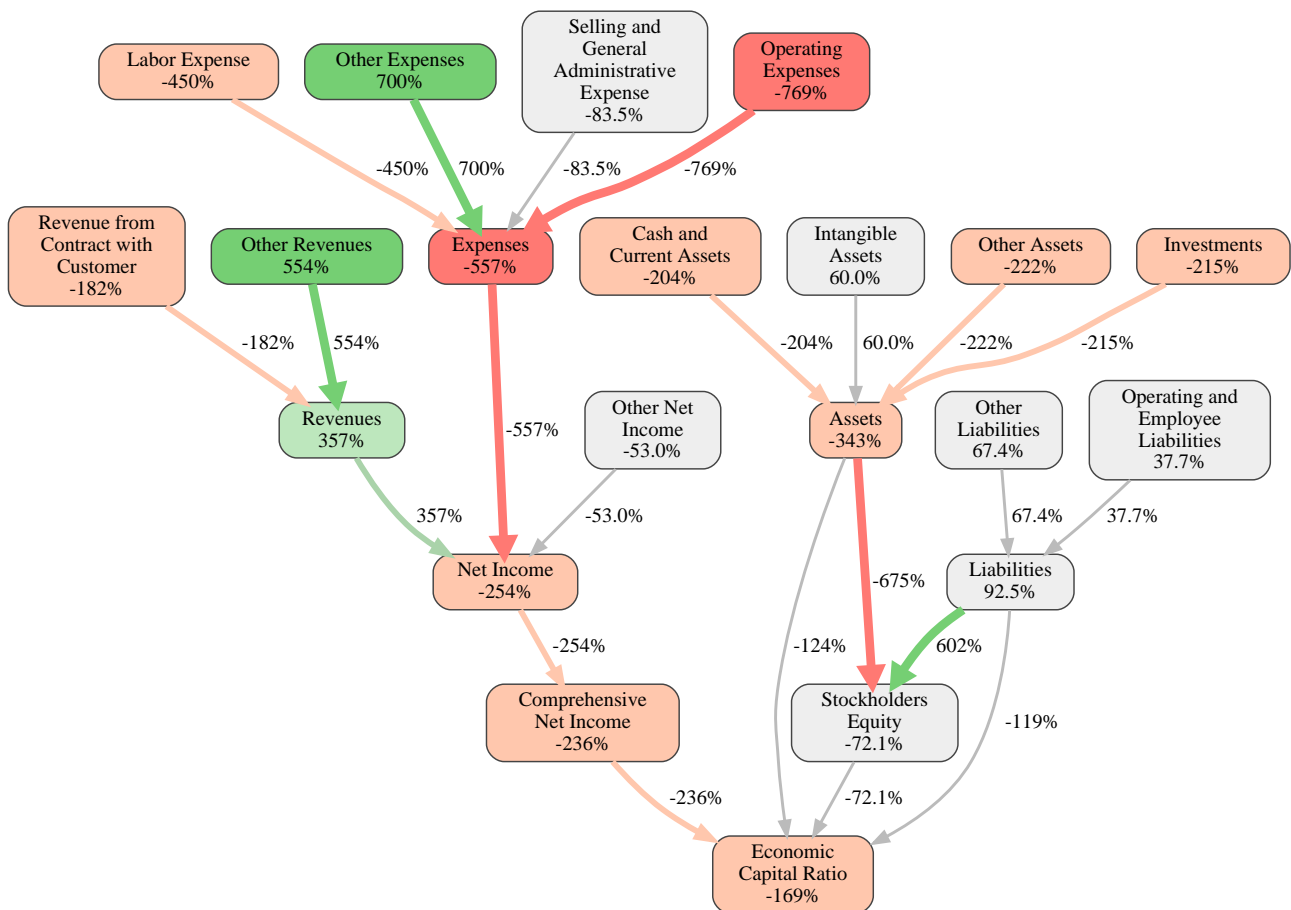 Labor Expense
-450%
Other Expenses
700%
Selling and
General
Administrative
Expense
-83.5%
Operating
Expenses
-769%
-450%
700%
-83.5%
-769%
Revenue from
Contract with
Customer
-182%
Other Revenues
554%
Expenses
-557%
Cash and
Current Assets
-204%
Intangible
Assets
60.0%
Other Assets
-222%
Investments
-215%
-182%
554%
-557%
-204%
60.0%
-222%
-215%
Revenues
357%
Other Net
Income
-53.0%
Assets
-343%
Other
Liabilities
67.4%
Operating and
Employee
Liabilities
37.7%
357%
-53.0%
67.4%
37.7%
Net Income
-254%
-675%
Liabilities
92.5%
-254%
-124%
602%
Comprehensive
Net Income
-236%
Stockholders
Equity
-72.1%
-119%
-236%
-72.1%
Economic
Capital Ratio
-169%